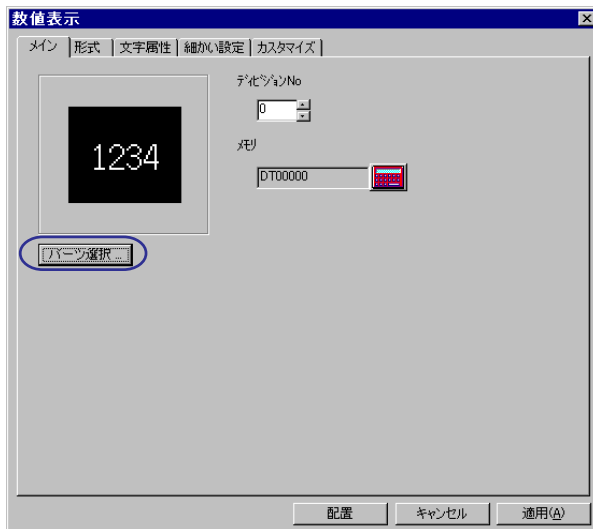 数値表示
メイン 形式 文字属性 細かい設定 カスタマイズ
ﾃﾞｨﾋﾞｼﾞｮﾝNo
0
1234
ﾒﾓﾘ
DT00000
パーツ選択...
配置 キャンセル 適用(A)